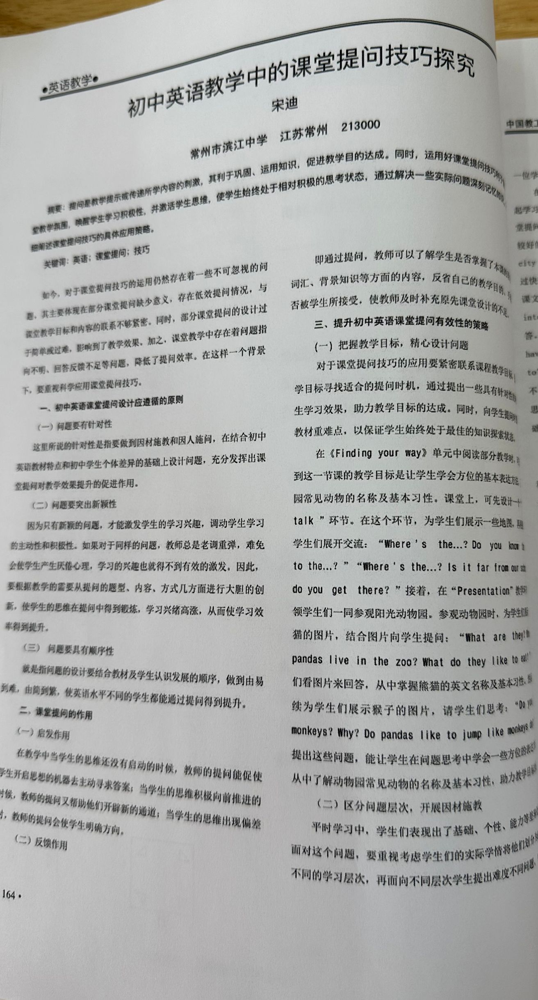 ●英语教学●
初中英语教学中的课堂提问技巧探究
宋迪
常州市滨江中学 江苏常州 213000
摘要：提问是教学提示或传递所学内容的刺激，其利于巩固、运用知识，促进教学目的达成。同时，运用好课堂提问技巧
堂教学氛围，唤醒学生学习积极性，并激活学生思维，使学生始终处于相对积极的思考状态，通过解决一些实际问题深刻记忆
细阐述课堂提问技巧的具体应用策略。
关键词：英语；课堂提问；技巧
如今，对于课堂提问技巧的运用仍然存在着一些不可忽视的问
题，其主要体现在部分课堂提问缺少意义，存在低效提问情况，与
课堂教学目标和内容的联系不够紧密。同时，部分课堂提问的设计过
于简单或过难，影响到了教学效果。加之，课堂教学中存在着问题指
向不明、回答反馈不足等问题，降低了提问效率。在这样一个背景
下，要重视科学应用课堂提问技巧。
一、初中英语课堂提问设计应遵循的原则
（一）问题要有针对性
这里所说的针对性是指要做到因材施教和因人施问，在结合初中
英语教材特点和初中学生个体差异的基础上设计问题，充分发挥出课
堂提问对教学效果提升的促进作用。
（二）问题要突出新颖性
因为只有新颖的问题，才能激发学生的学习兴趣，调动学生学习
的主动性和积极性。如果对于同样的问题，教师总是老调重弹，难免
会使学生产生厌倦心理，学习的兴趣也就得不到有效的激发。因此，
要根据教学的需要从提问的题型、内容、方式几方面进行大胆的创
新，使学生的思维在提问中得到锻炼，学习兴绪高涨，从而使学习效
率得到提升。
（三） 问题要具有顺序性
就是指问题的设计要结合教材及学生认识发展的顺序，做到由易
到难，由简到繁，使英语水平不同的学生都能通过提问得到提升。
二、课堂提问的作用
（一）启发作用
在教学中当学生的思维还没有启动的时候，教师的提问能促使
学生开启思想的机器去主动寻求答案；当学生的思维积极向前推进的
时候，教师的提问又帮助他们开辟新的通道；当学生的思维出现偏差
时，教师的提问会使学生明确方向。
（二）反馈作用
164 •
即通过提问，教师可以了解学生是否掌握了本课的
词汇、背景知识等方面的内容，反省自己的教学目的、
否被学生所接受，使教师及时补充原先课堂设计的不足。
三、提升初中英语课堂提问有效性的策略
(一) 把握教学目标，精心设计问题
对于课堂提问技巧的应用要紧密联系课程教学目标，
学目标寻找适合的提问时机，通过提出一些具有针对性的
生学习效果，助力教学目标的达成。同时，向学生提问时
教材重难点，以保证学生始终处于最佳的知识探索状态。
在《Finding your way》单元中阅读部分教学时，
到这一节课的教学目标是让学生学会方位的基本表达方法，
园常见动物的名称及基本习性。课堂上，可先设计一个
talk ”环节。在这个环节，为学生们展示一些地图，再
学生们展开交流：“Where ' s the...? Do you know
to the...? ” “Where ' s the...? Is it far from our
do you get there? ” 接着，在“Presentation”教学环
领学生们一同参观阳光动物园。参观动物园时，为学生们
猫的图片，结合图片向学生提问：“What are they?
pandas live in the zoo? What do they like to eat?
们看图片来回答，从中掌握熊猫的英文名称及基本习性。
续为学生们展示猴子的图片，请学生们思考：“Do you
monkeys? Why? Do pandas like to jump like monkeys
提出这些问题，能让学生在问题思考中学会一些方位的表达
从中了解动物园常见动物的名称及基本习性，助力教学目标
（二）区分问题层次，开展因材施教
平时学习中，学生们表现出了基础、个性、能力等差异
面对这个问题，要重视考虑学生们的实际学情将他们划分为
不同的学习层次，再面向不同层次学生提出难度不同问题，
中国教工
一位学
起学习
堂提问
较好的
city
过快
课文
int
答。
hav
to
不
思